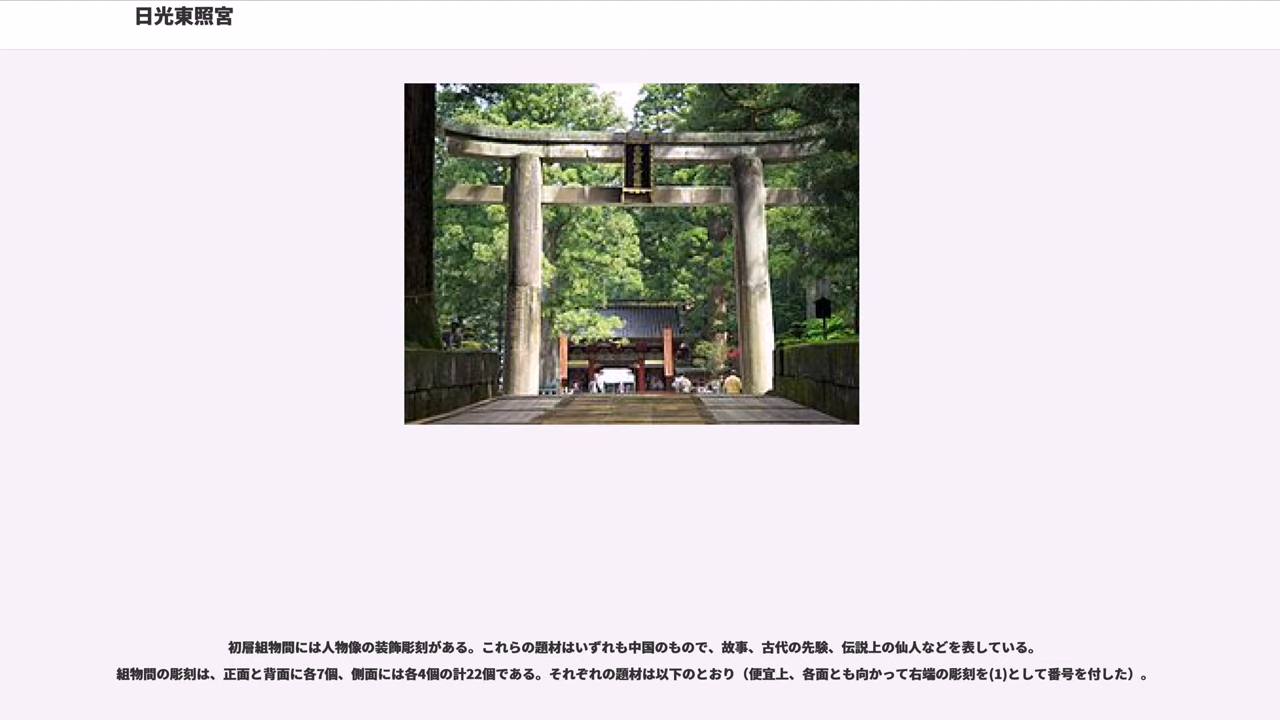 日光東照宮
初層組物間には人物像の装飾彫刻がある。これらの題材はいずれも中国のもので、故事、古代の先験、伝説上の仙人などを表している。
組物間の彫刻は、正面と背面に各7個、側面には各4個の計22個である。それぞれの題材は以下のとおり（便宜上、各面とも向かって右端の彫刻を(1)として番号を付した）。